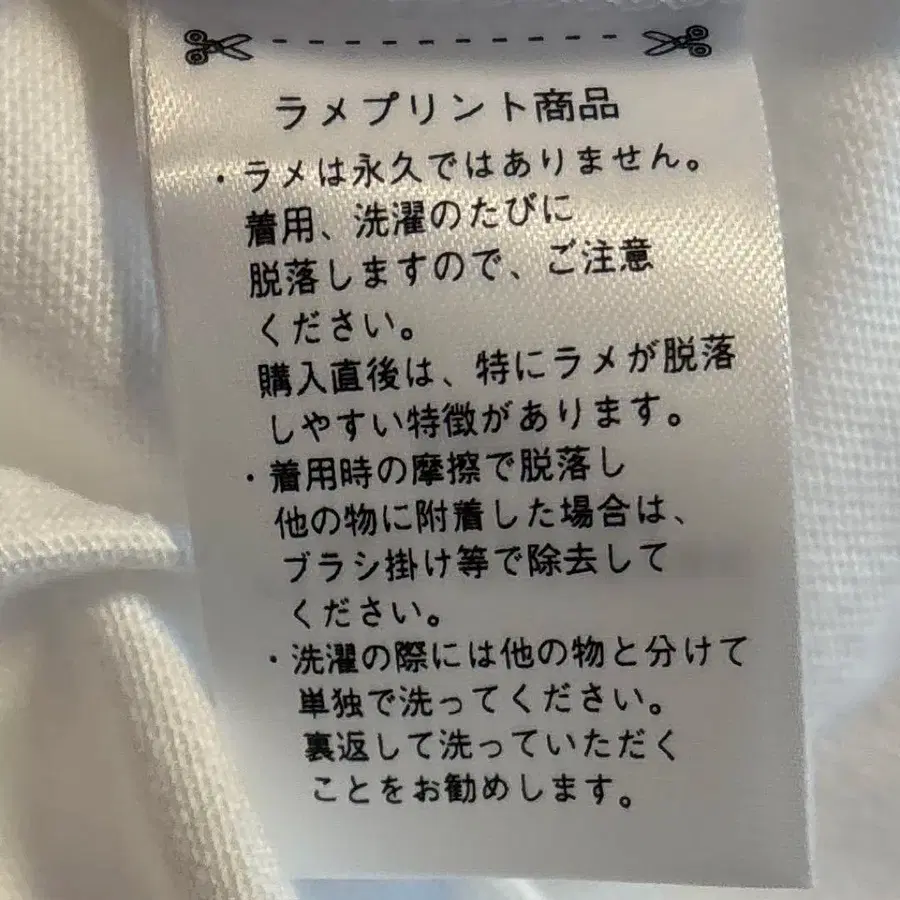 ラメプリント商品
・ラメは永久ではありません。
着用、洗濯のたびに
脱落しますので、ご注意
ください。
購入直後は、特にラメが脱落
しやすい特徴があります。
・着用時の摩擦で脱落し
他の物に附着した場合は、
ブラシ掛け等で除去して
ください。
・洗濯の際には他の物と分けて
単独で洗ってください。
裏返して洗っていただく
ことをお勧めします。